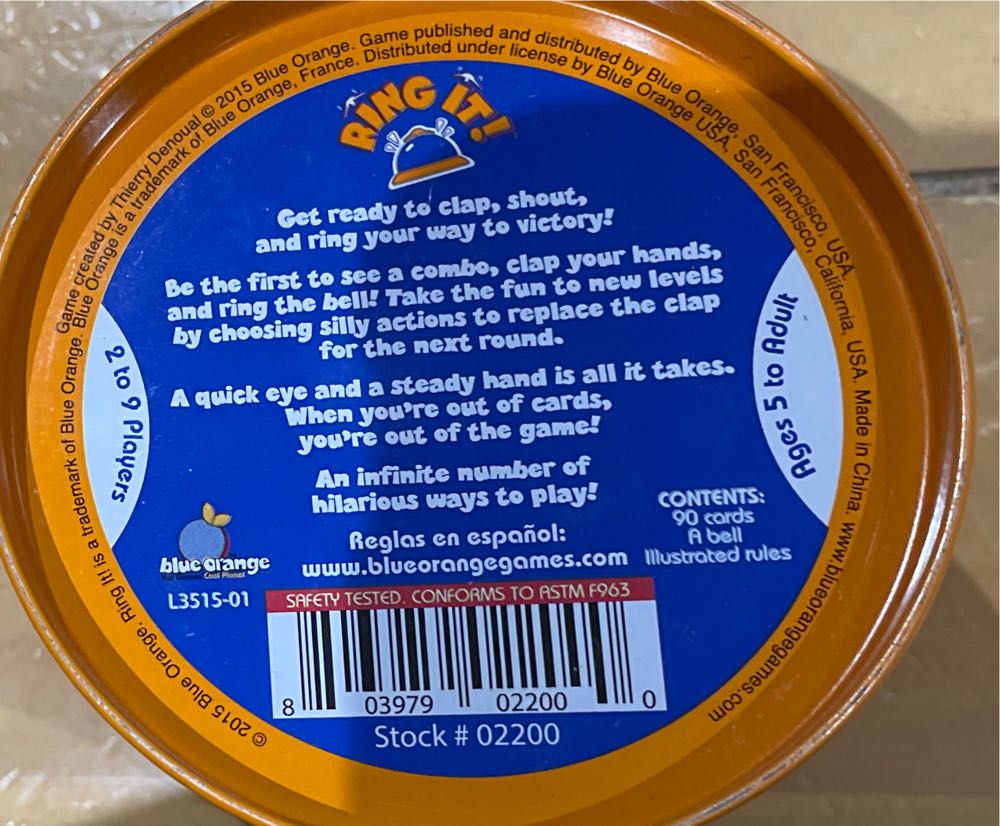 Game created by Thierry Denoual © 2015 Blue Orange. Game published and distributed by Blue Orange, San Francisco, USA.
© 2015 Blue Orange. Ring It! is a trademark of Blue Orange. Blue Orange is a trademark of Blue Orange, France. Distributed under license by Blue Orange USA, San Francisco, California, USA. Made in China. www.blueorangegames.com
RING IT!
Get ready to clap, shout,
and ring your way to victory!
Be the first to see a combo, clap your hands,
and ring the bell! Take the fun to new levels
by choosing silly actions to replace the clap
for the next round.
2 to 9 Players
Ages 5 to Adult
A quick eye and a steady hand is all it takes.
When you're out of cards,
you're out of the game!
An infinite number of
hilarious ways to play!
Reglas en español:
www.blueorangegames.com
CONTENTS:
90 cards
A bell
Illustrated rules
blue orange
Cool Planet
L3515-01
SAFETY TESTED. CONFORMS TO ASTM F963
8 03979 02200 0
Stock # 02200